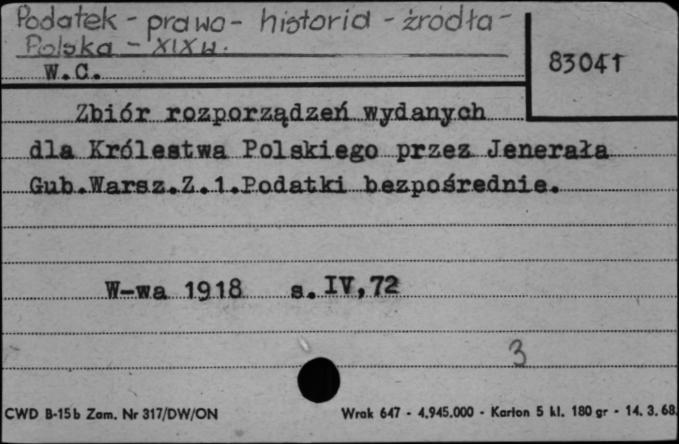 Podatek - prawo - historia - źródła -
Polska - XIX w.
83041
W.C.
Zbiór rozporządzeń wydanych
dla Królestwa Polskiego przez Jenerała
Gub.Warsz.Z.1.Podatki bezpośrednie.
W-wa 1918 s. IV,72
3
CWD B-15b Zam. Nr 317/DW/ON Wrak 647 - 4.945.000 - Karton 5 kl. 180 gr - 14. 3. 68.